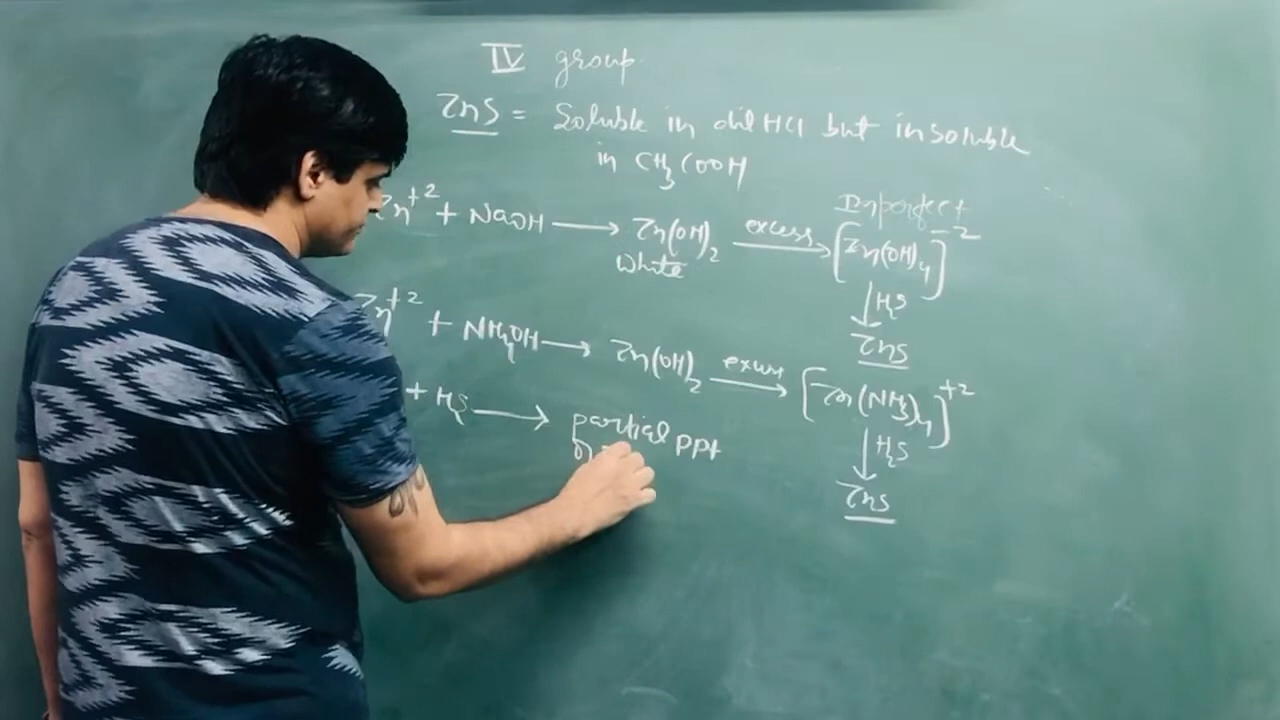 IV group
ZnS = Soluble in dil HCl but insoluble
in CH3COOH
Imperfect
Zn+2 + NaOH → Zn(OH)2 excess → [Zn(OH)4]-2
White
↓ H2S
ZnS
Zn+2 + NH4OH → Zn(OH)2 excess → [Zn(NH3)4]+2
+ H2S → partial ppt
↓ H2S
ZnS